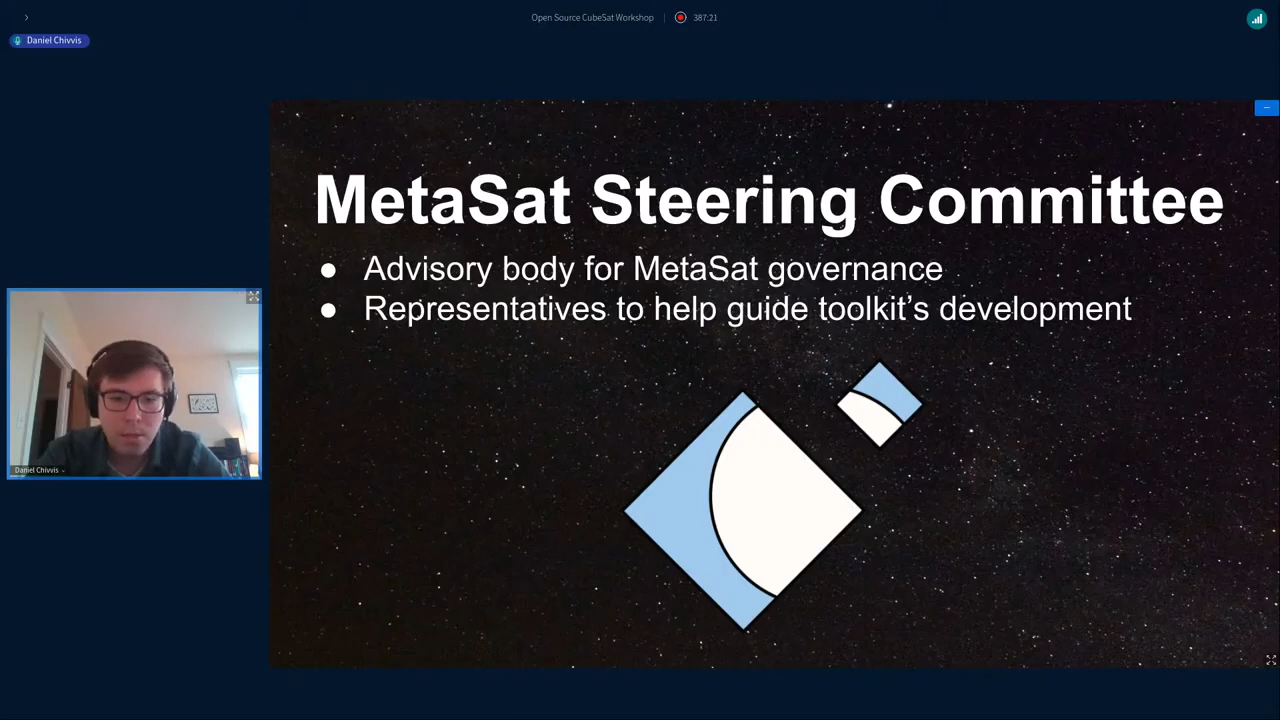 Open Source CubeSat Workshop
387:21
Daniel Chivvis
MetaSat Steering Committee
● Advisory body for MetaSat governance
● Representatives to help guide toolkit’s development
Daniel Chivvis